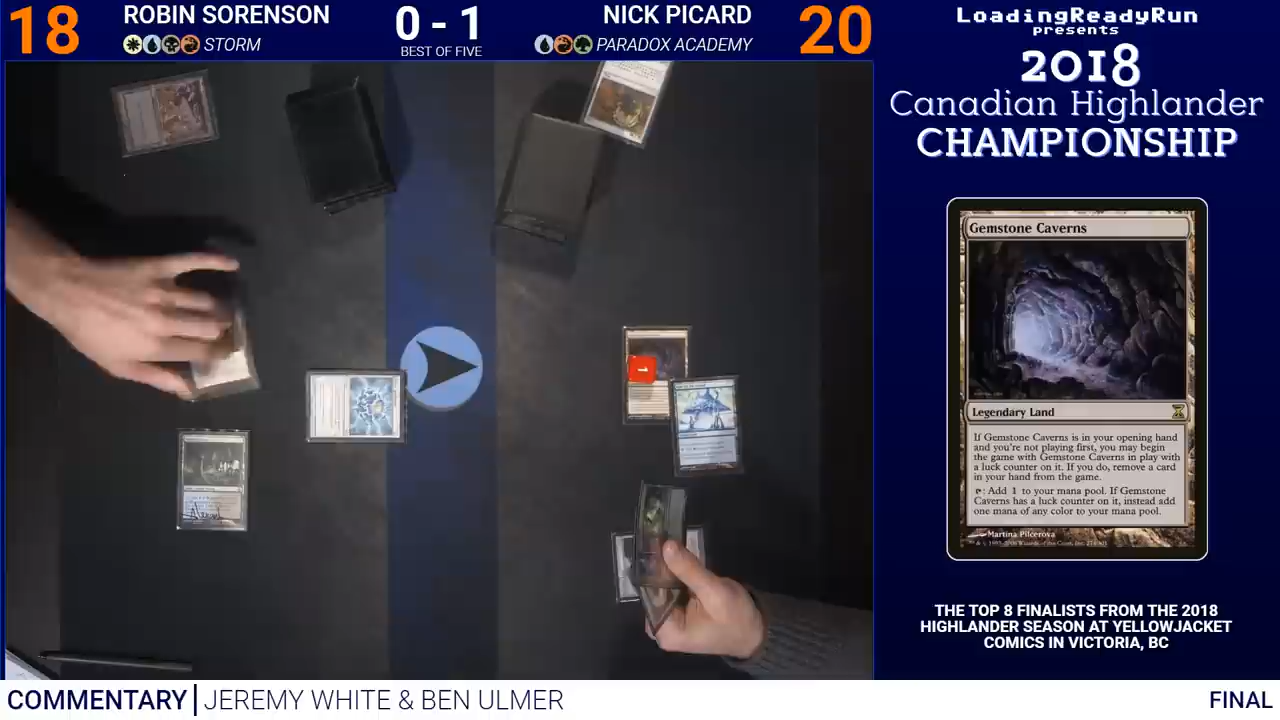 18
ROBIN SORENSON
STORM
0 - 1
BEST OF FIVE
NICK PICARD
PARADOX ACADEMY
20
LoadingReadyRun
presents
2018
Canadian Highlander
CHAMPIONSHIP
Gemstone Caverns
Legendary Land
If Gemstone Caverns is in your opening hand
and you're not playing first, you may begin
the game with Gemstone Caverns in play with
a luck counter on it. If you do, remove a card
in your hand from the game.
: Add 1 to your mana pool. If Gemstone
Caverns has a luck counter on it, instead add
one mana of any color to your mana pool.
Martina Pilcerova
1
THE TOP 8 FINALISTS FROM THE 2018
HIGHLANDER SEASON AT YELLOWJACKET
COMICS IN VICTORIA, BC
COMMENTARY | JEREMY WHITE & BEN ULMER
FINAL